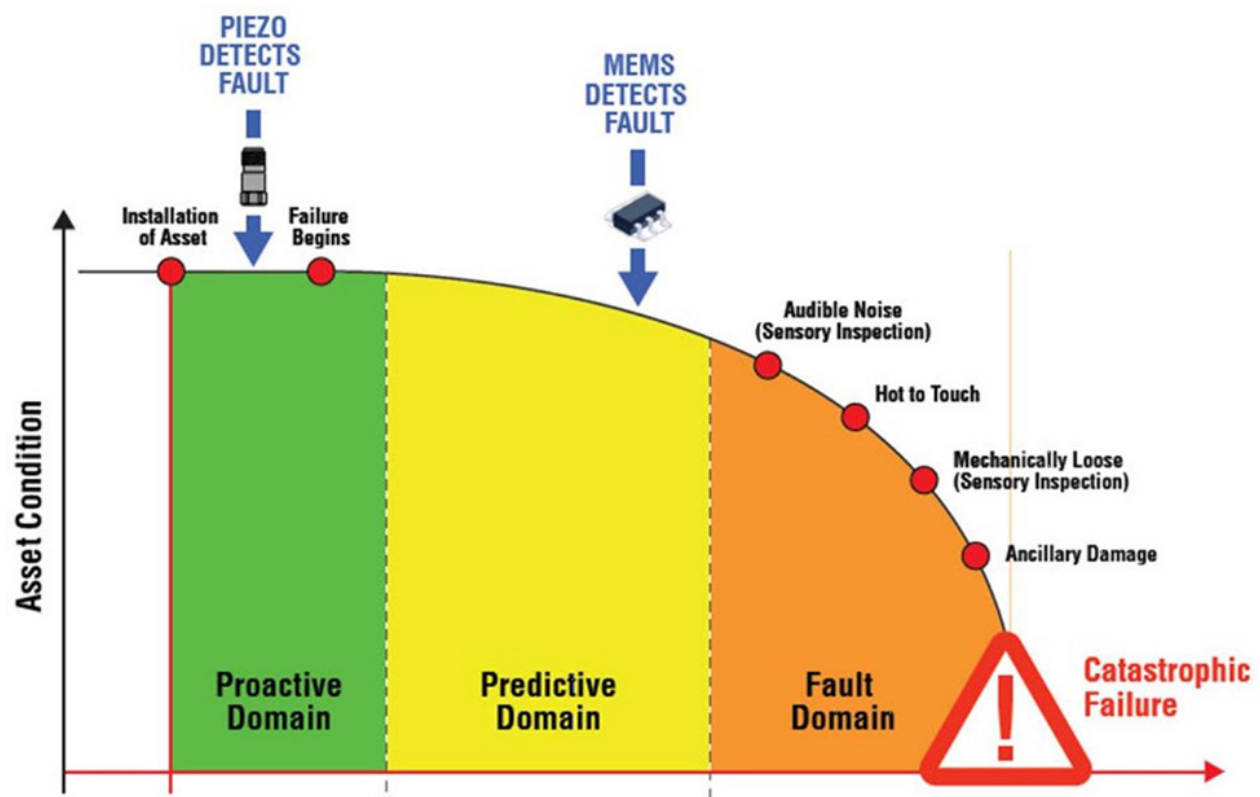 PIEZO
DETECTS
FAULT
MEMS
DETECTS
FAULT
Installation
of Asset
Failure
Begins
Audible Noise
(Sensory Inspection)
Hot to Touch
Mechanically Loose
(Sensory Inspection)
Ancillary Damage
Asset Condition
Proactive
Domain
Predictive
Domain
Fault
Domain
!
Catastrophic
Failure